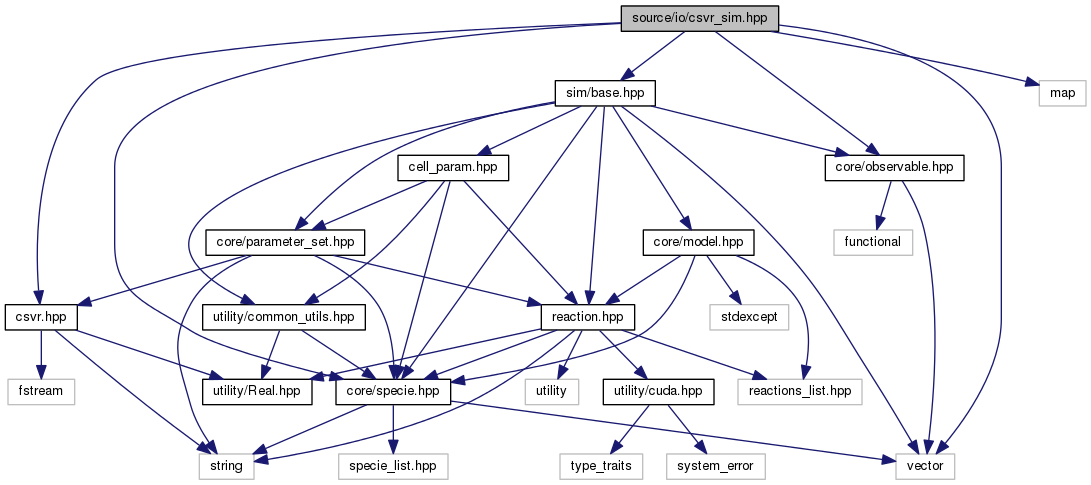 source/io/csvr_sim.hpp
sim/base.hpp
map
cell_param.hpp
core/observable.hpp
core/parameter_set.hpp
core/model.hpp
functional
csvr.hpp
utility/common_utils.hpp
reaction.hpp
stdexcept
fstream
utility/Real.hpp
core/specie.hpp
utility
utility/cuda.hpp
reactions_list.hpp
string
specie_list.hpp
type_traits
system_error
vector